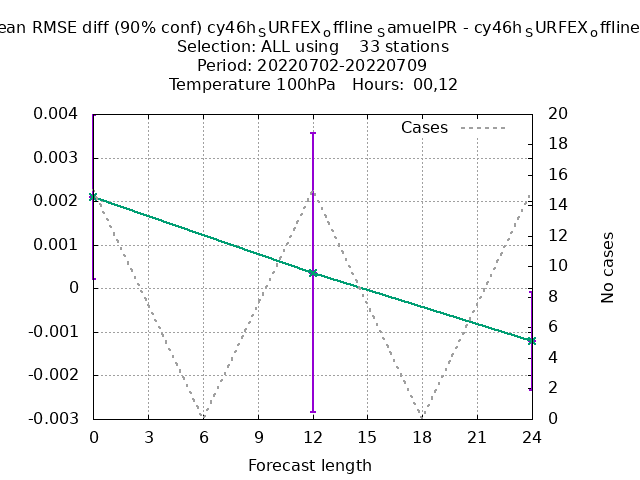 ean RMSE diff (90% conf) cy46hSURFEXoffline SamuelPR - cy46hSURFEXoffline
Selection: ALL using 33 stations
Period: 20220702-20220709
Temperature 100hPa Hours: 00,12
Cases
0.004
0.003
0.002
0.001
0
-0.001
-0.002
-0.003
20
18
16
14
12
10
8
6
4
2
0
No cases
0 3 6 9 12 15 18 21 24
Forecast length